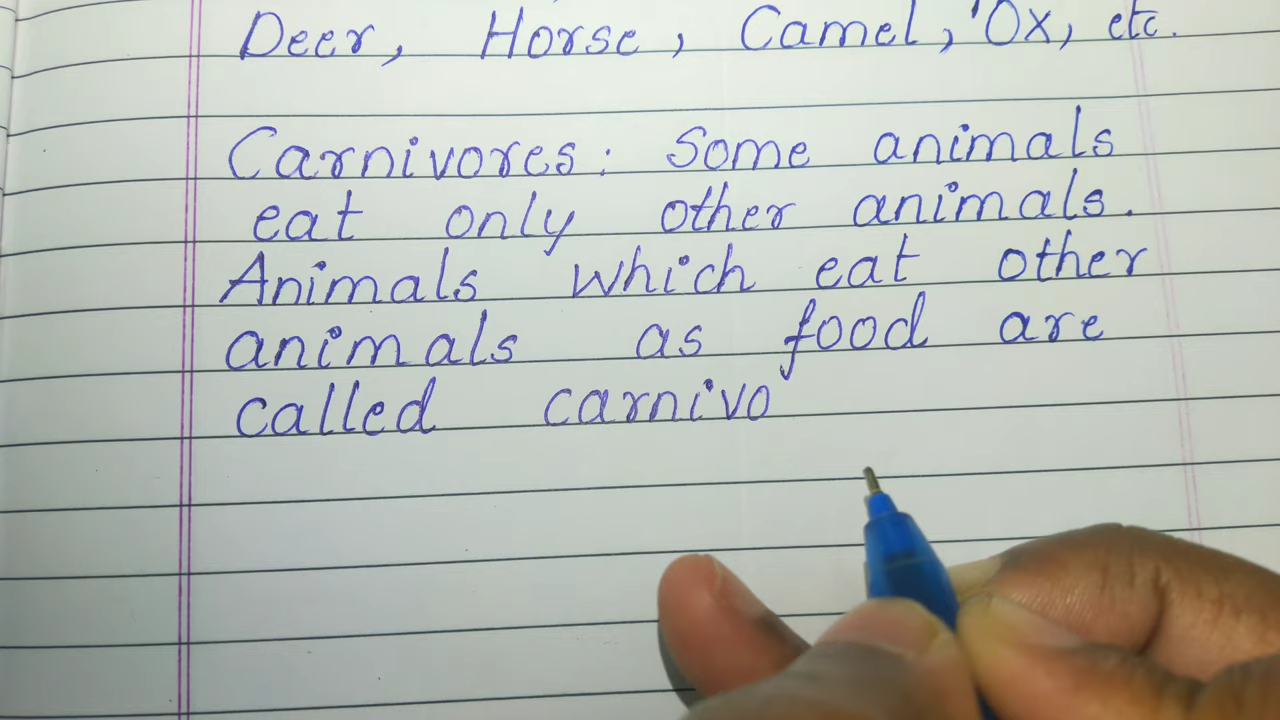 Deer, Horse, Camel, Ox, etc.
Carnivores: Some animals
eat only other animals.
Animals which eat other
animals as food are
called carnivo